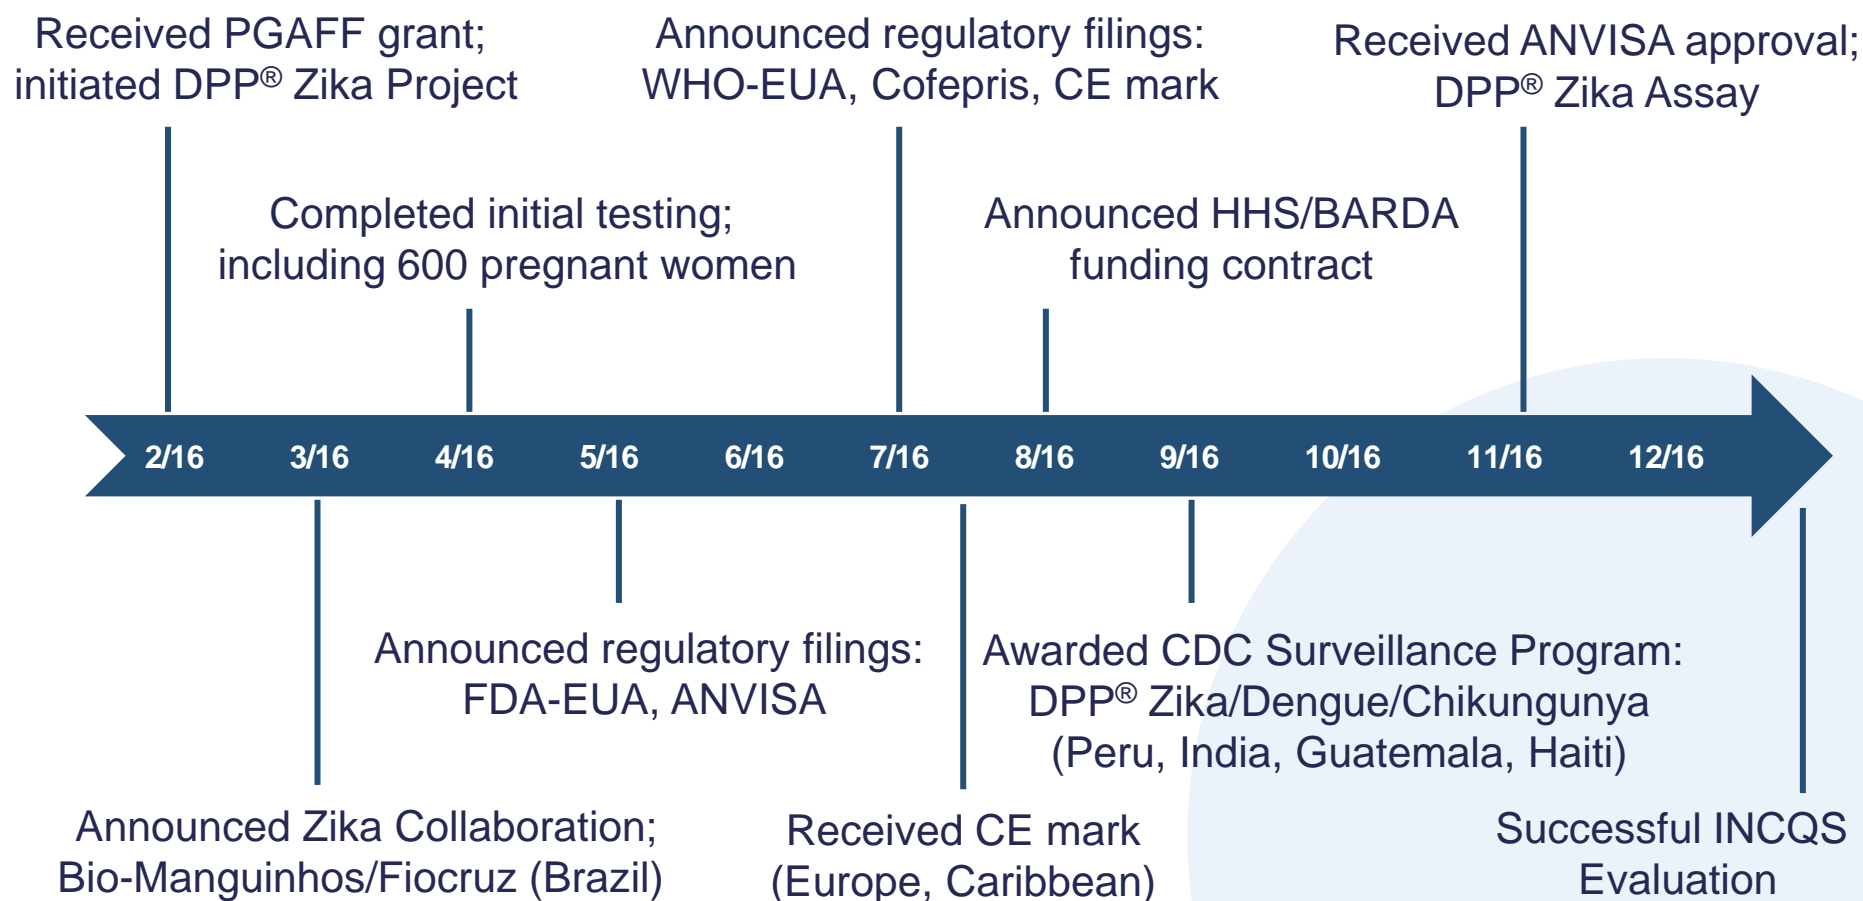 Received PGAFF grant;
initiated DPP® Zika Project
Announced regulatory filings:
WHO-EUA, Cofepris, CE mark
Received ANVISA approval;
DPP® Zika Assay
Completed initial testing;
including 600 pregnant women
Announced HHS/BARDA
funding contract
2/16 3/16 4/16 5/16 6/16 7/16 8/16 9/16 10/16 11/16 12/16
Announced regulatory filings:
FDA-EUA, ANVISA
Awarded CDC Surveillance Program:
DPP® Zika/Dengue/Chikungunya
(Peru, India, Guatemala, Haiti)
Announced Zika Collaboration;
Bio-Manguinhos/Fiocruz (Brazil)
Received CE mark
(Europe, Caribbean)
Successful INCQS
Evaluation